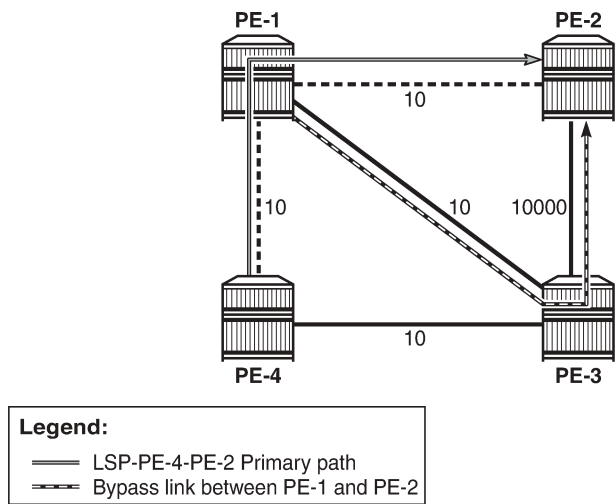 PE-1
PE-2
10
10
10
10000
10
PE-4
PE-3
Legend:
LSP-PE-4-PE-2 Primary path
Bypass link between PE-1 and PE-2